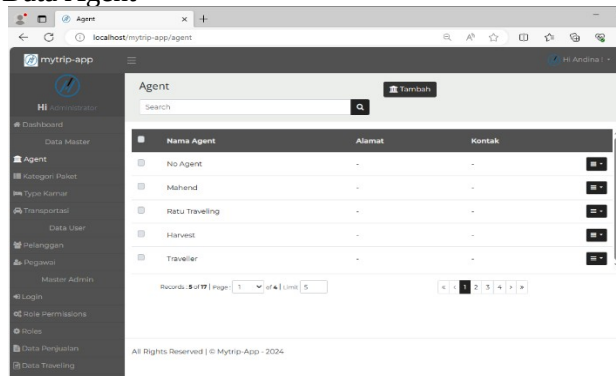 Data Agent
Agent
localhost/mytrip-app/agent
mytrip-app
Hi Andina !
Hi Administrator
Dashboard
Data Master
Agent
Kategori Paket
Type Kamar
Transportasi
Data User
Pelanggan
Pegawai
Master Admin
Login
Role Permissions
Roles
Data Penjualan
Data Traveling
Agent
Tambah
Search
Nama Agent Alamat Kontak
No Agent - -
Mahend - -
Ratu Traveling - -
Harvest - -
Traveller - -
Records : 5 of 17 | Page : 1 of 4 | Limit 5
« ‹ 1 2 3 4 › »
All Rights Reserved | © Mytrip-App - 2024